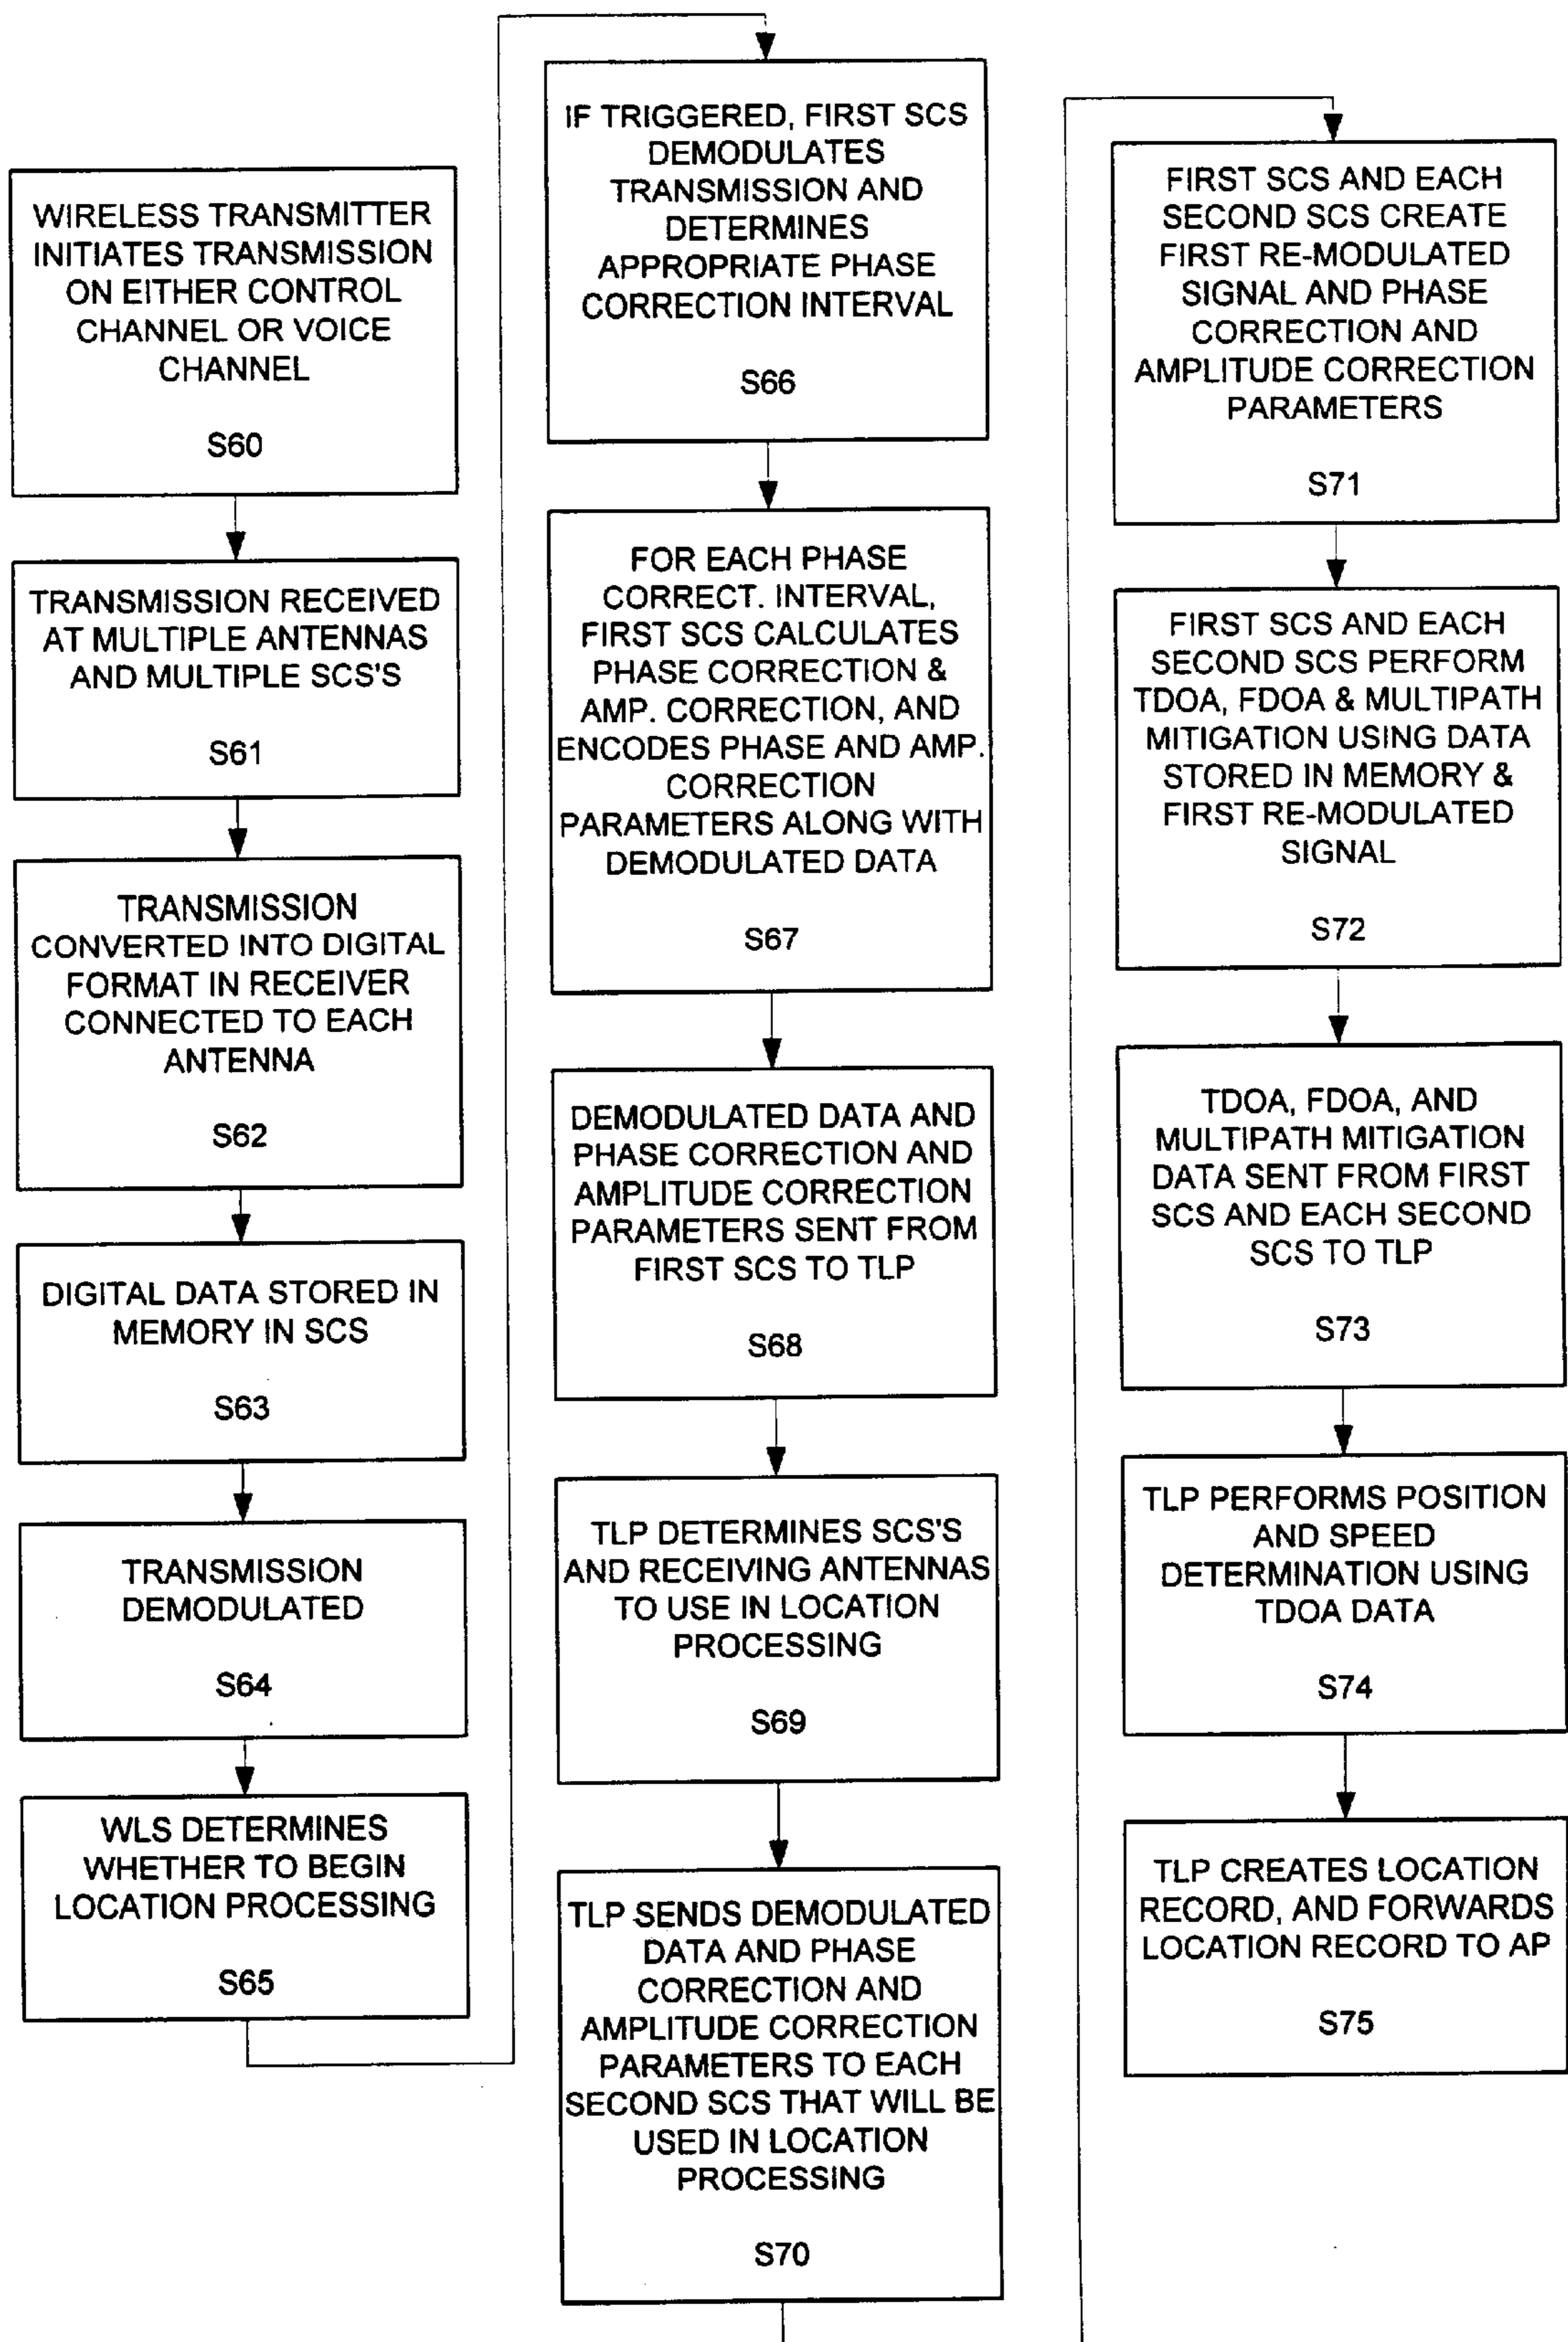 WIRELESS TRANSMITTER
INITIATES TRANSMISSION
ON EITHER CONTROL
CHANNEL OR VOICE
CHANNEL
S60
TRANSMISSION RECEIVED
AT MULTIPLE ANTENNAS
AND MULTIPLE SCS'S
S61
TRANSMISSION
CONVERTED INTO DIGITAL
FORMAT IN RECEIVER
CONNECTED TO EACH
ANTENNA
S62
DIGITAL DATA STORED IN
MEMORY IN SCS
S63
TRANSMISSION
DEMODULATED
S64
WLS DETERMINES
WHETHER TO BEGIN
LOCATION PROCESSING
S65
IF TRIGGERED, FIRST SCS
DEMODULATES
TRANSMISSION AND
DETERMINES
APPROPRIATE PHASE
CORRECTION INTERVAL
S66
FOR EACH PHASE
CORRECT. INTERVAL,
FIRST SCS CALCULATES
PHASE CORRECTION &
AMP. CORRECTION, AND
ENCODES PHASE AND AMP.
CORRECTION
PARAMETERS ALONG WITH
DEMODULATED DATA
S67
DEMODULATED DATA AND
PHASE CORRECTION AND
AMPLITUDE CORRECTION
PARAMETERS SENT FROM
FIRST SCS TO TLP
S68
TLP DETERMINES SCS'S
AND RECEIVING ANTENNAS
TO USE IN LOCATION
PROCESSING
S69
TLP SENDS DEMODULATED
DATA AND PHASE
CORRECTION AND
AMPLITUDE CORRECTION
PARAMETERS TO EACH
SECOND SCS THAT WILL BE
USED IN LOCATION
PROCESSING
S70
FIRST SCS AND EACH
SECOND SCS CREATE
FIRST RE-MODULATED
SIGNAL AND PHASE
CORRECTION AND
AMPLITUDE CORRECTION
PARAMETERS
S71
FIRST SCS AND EACH
SECOND SCS PERFORM
TDOA, FDOA & MULTIPATH
MITIGATION USING DATA
STORED IN MEMORY &
FIRST RE-MODULATED
SIGNAL
S72
TDOA, FDOA, AND
MULTIPATH MITIGATION
DATA SENT FROM FIRST
SCS AND EACH SECOND
SCS TO TLP
S73
TLP PERFORMS POSITION
AND SPEED
DETERMINATION USING
TDOA DATA
S74
TLP CREATES LOCATION
RECORD, AND FORWARDS
LOCATION RECORD TO AP
S75